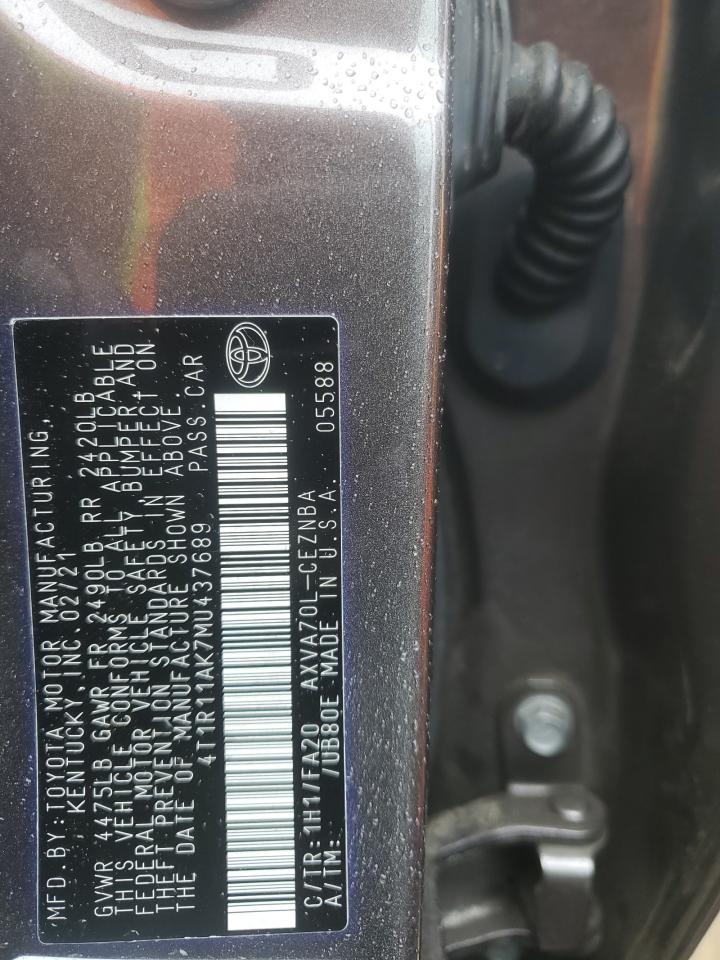 MFD BY:TOYOTA MOTOR MANUFACTURING,
KENTUCKY, INC. 02/21
GVWR 4475LB GAWR FR 2490LB RR 2420LB
THIS VEHICLE CONFORMS TO ALL APPLICABLE
FEDERAL MOTOR VEHICLE SAFETY BUMPER AND
THEFT PREVENTION STANDARDS IN EFFECT ON
THE DATE OF MANUFACTURE SHOWN ABOVE.
4T1R11AK7MU437689 PASS.CAR
C/TR:1H1/FA20 AXVA70L-CEZNBA 05588
A/TM: /UB80E MADE IN U.S.A.